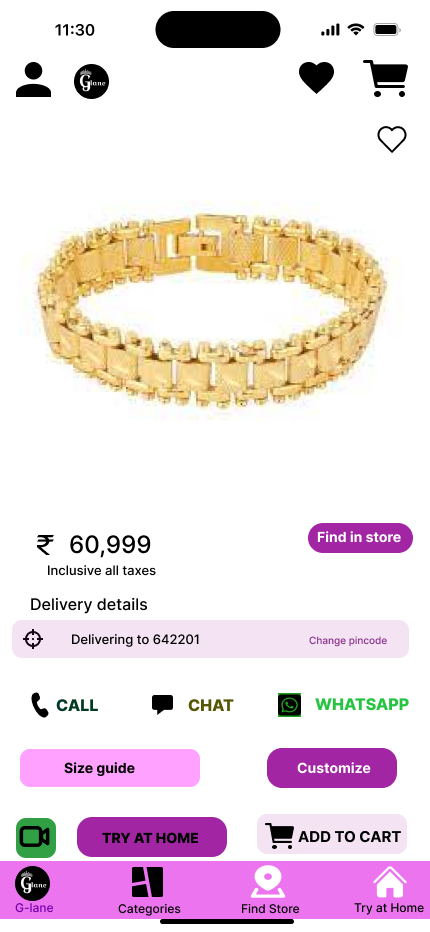 11:30
G-lane
₹ 60,999
Find in store
Inclusive all taxes
Delivery details
Delivering to 642201
Change pincode
CALL
CHAT
WHATSAPP
Size guide
Customize
TRY AT HOME
ADD TO CART
G-lane
G-lane
Categories
Find Store
Try at Home